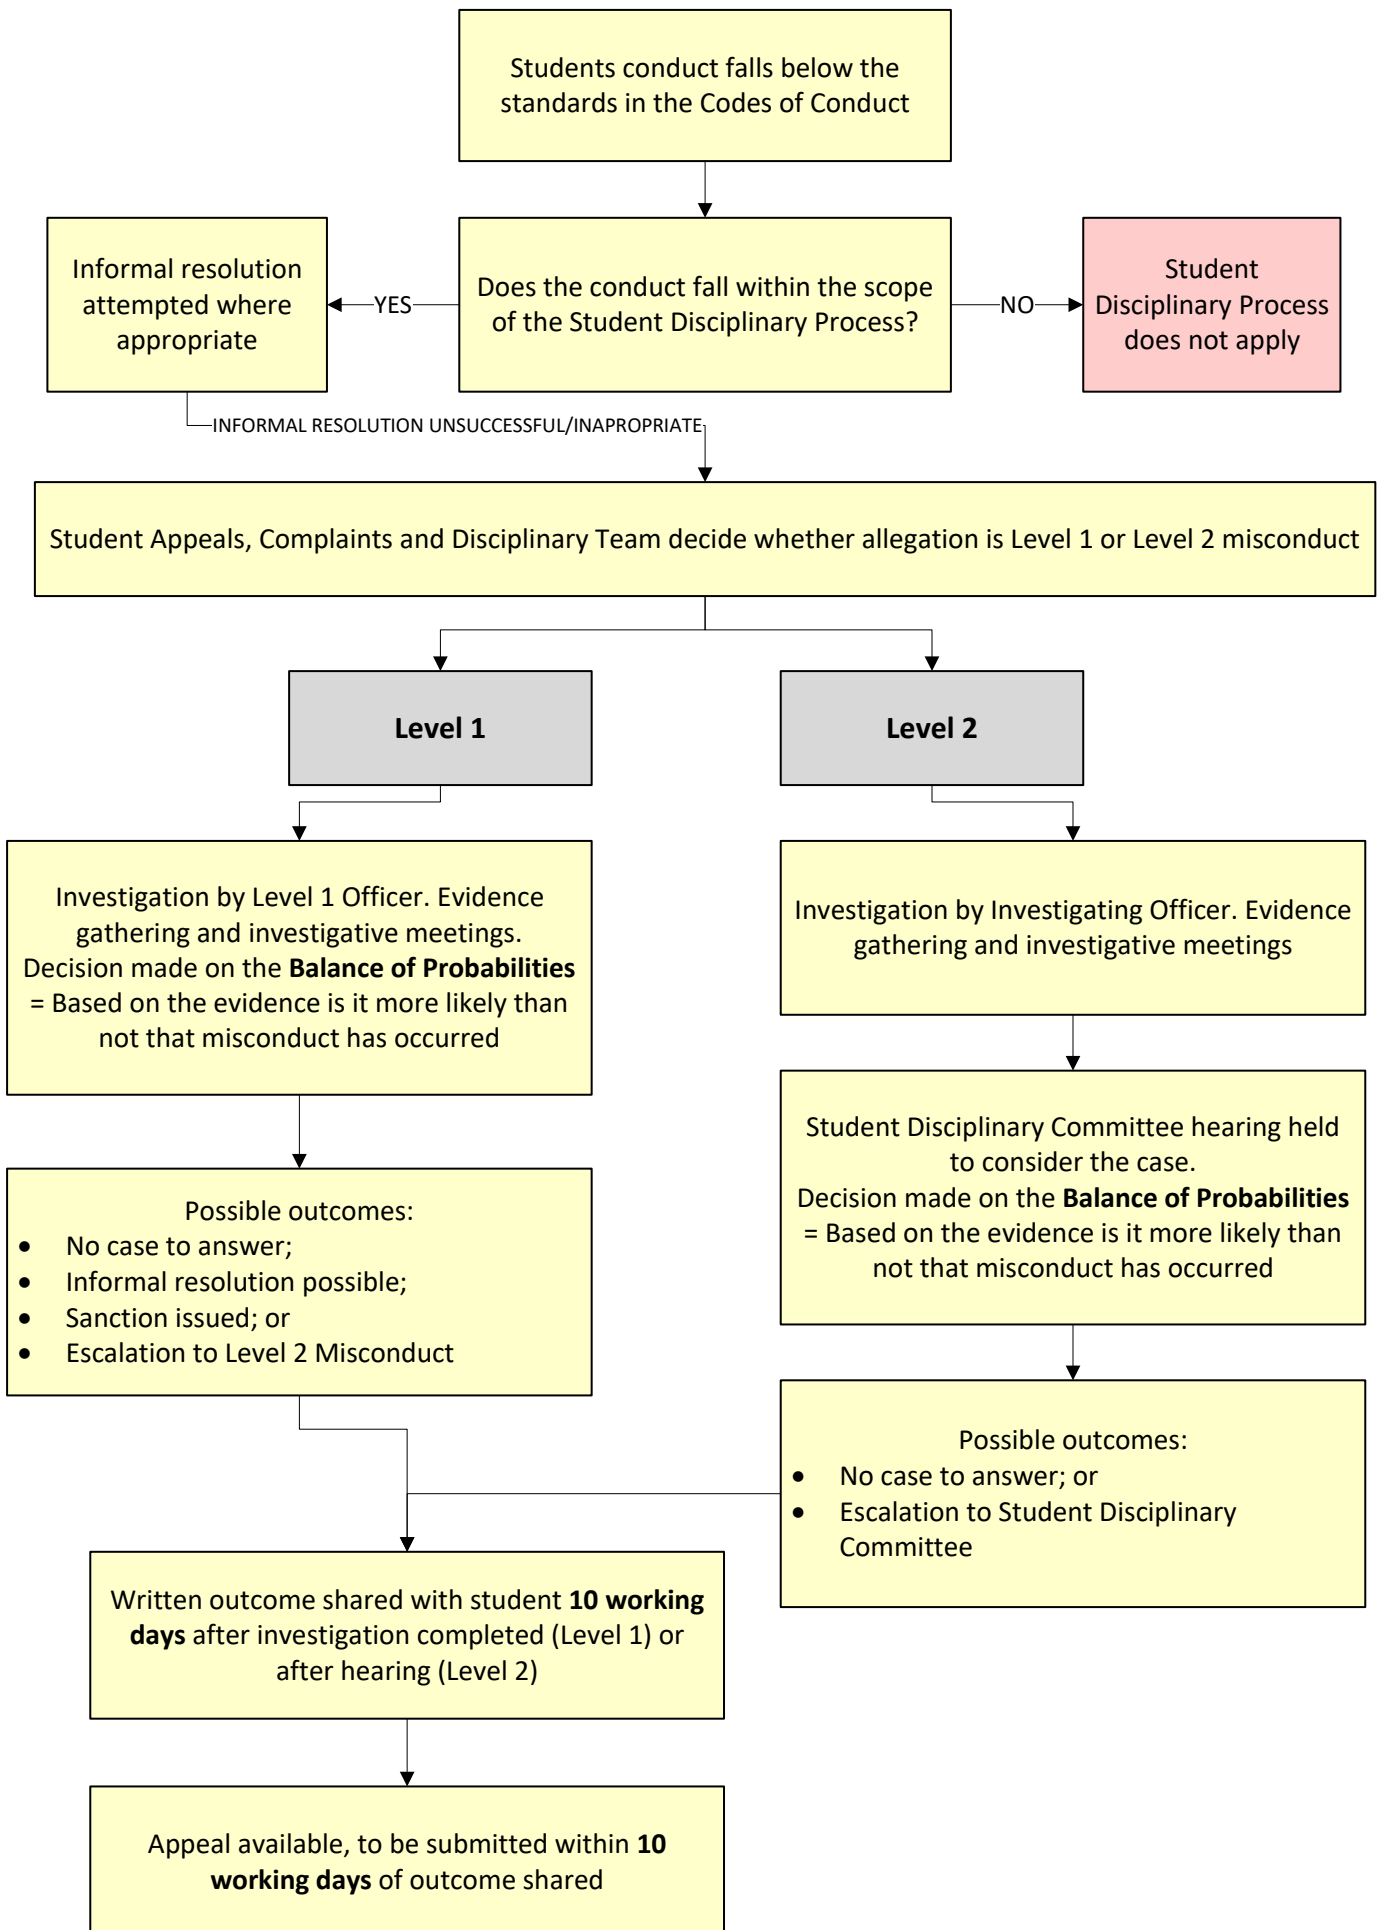 Students conduct falls below the
standards in the Codes of Conduct
Informal resolution
attempted where
appropriate
YES
Does the conduct fall within the scope
of the Student Disciplinary Process?
NO
Student
Disciplinary Process
does not apply
INFORMAL RESOLUTION UNSUCCESSFUL/INAPROPRIATE
Student Appeals, Complaints and Disciplinary Team decide whether allegation is Level 1 or Level 2 misconduct
Level 1
Level 2
Investigation by Level 1 Officer. Evidence
gathering and investigative meetings.
Decision made on the Balance of Probabilities
= Based on the evidence is it more likely than
not that misconduct has occurred
Investigation by Investigating Officer. Evidence
gathering and investigative meetings
Student Disciplinary Committee hearing held
to consider the case.
Decision made on the Balance of Probabilities
= Based on the evidence is it more likely than
not that misconduct has occurred
Possible outcomes:
• No case to answer;
• Informal resolution possible;
• Sanction issued; or
• Escalation to Level 2 Misconduct
Possible outcomes:
• No case to answer; or
• Escalation to Student Disciplinary
Committee
Written outcome shared with student 10 working
days after investigation completed (Level 1) or
after hearing (Level 2)
Appeal available, to be submitted within 10
working days of outcome shared